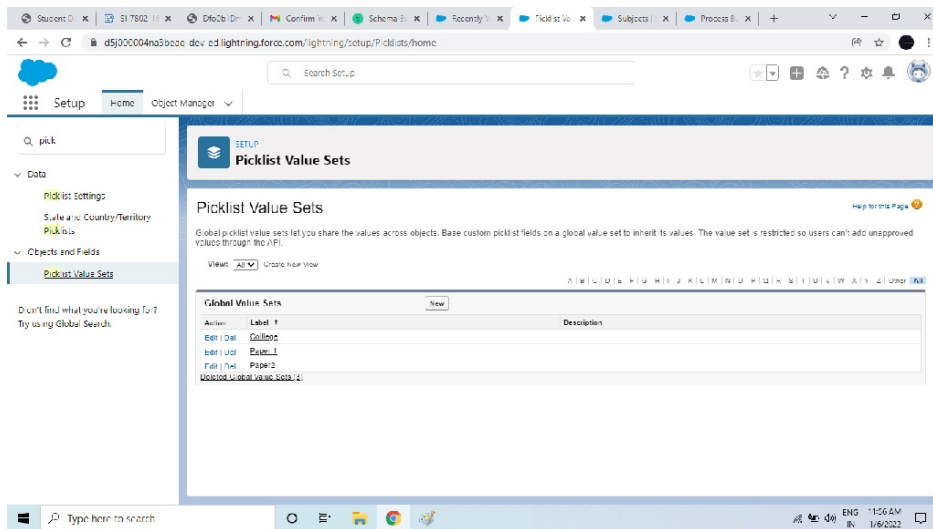 Student D
SI 7802
Confirm
Schema B
Recently V
Picklist Va
Subjects |
Process B
d5j000004na3beaq-dev-ed.lightning.force.com/lightning/setup/Picklists/home
Search Setup
Setup Home Object Manager
pick
SETUP
Picklist Value Sets
Data
Picklist Settings
State and Country/Territory
Picklists
Objects and Fields
Picklist Value Sets
Didn't find what you're looking for?
Try using Global Search.
Picklist Value Sets
Help for this Page
Global picklist value sets let you share the values across objects. Base custom picklist fields on a global value set to inherit its values. The value set is restricted so users can't add unapproved
values through the API.
View: All Create New View
A | B | C | D | E | F | G | H | I | J | K | L | M | N | O | P | Q | R | S | T | U | V | W | X | Y | Z | Other | All
Global Value Sets New
Action Label ↑ Description
Edit | Del College
Edit | Del Paper 1
Edit | Del Paper2
Deleted Global Value Sets (3)
Type here to search
ENG 11:56 AM
IN 1/6/2022